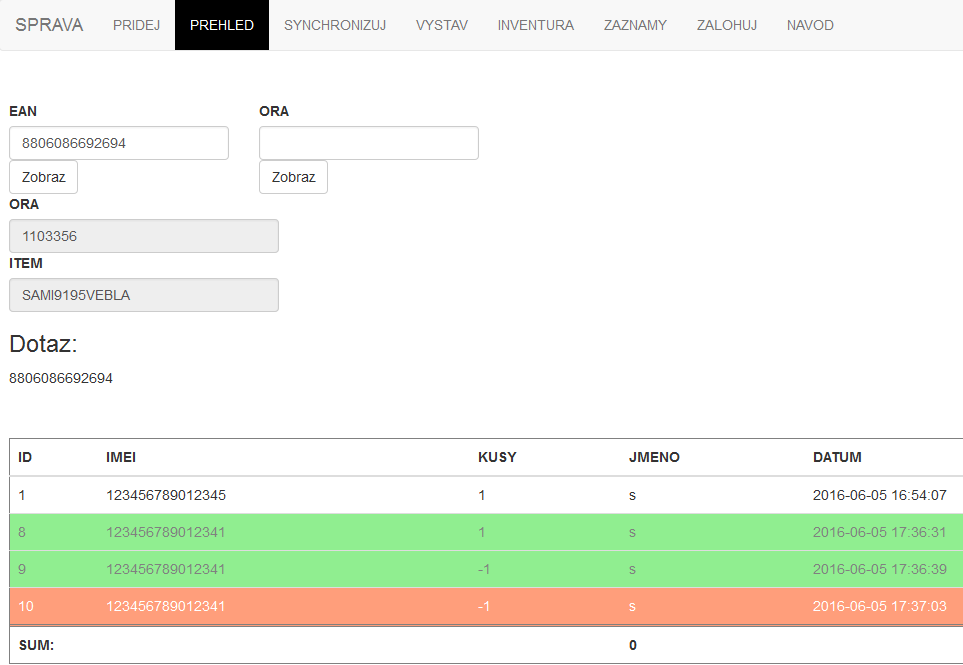 SPRAVA PRIDEJ PREHLED SYNCHRONIZUJ VYSTAV INVENTURA ZAZNAMY ZALOHUJ NAVOD
EAN ORA
8806086692694
Zobraz Zobraz
ORA
1103356
ITEM
SAMI9195VEBLA
Dotaz:
8806086692694
ID IMEI KUSY JMENO DATUM
1 123456789012345 1 s 2016-06-05 16:54:07
8 123456789012341 1 s 2016-06-05 17:36:31
9 123456789012341 -1 s 2016-06-05 17:36:39
10 123456789012341 -1 s 2016-06-05 17:37:03
SUM: 0